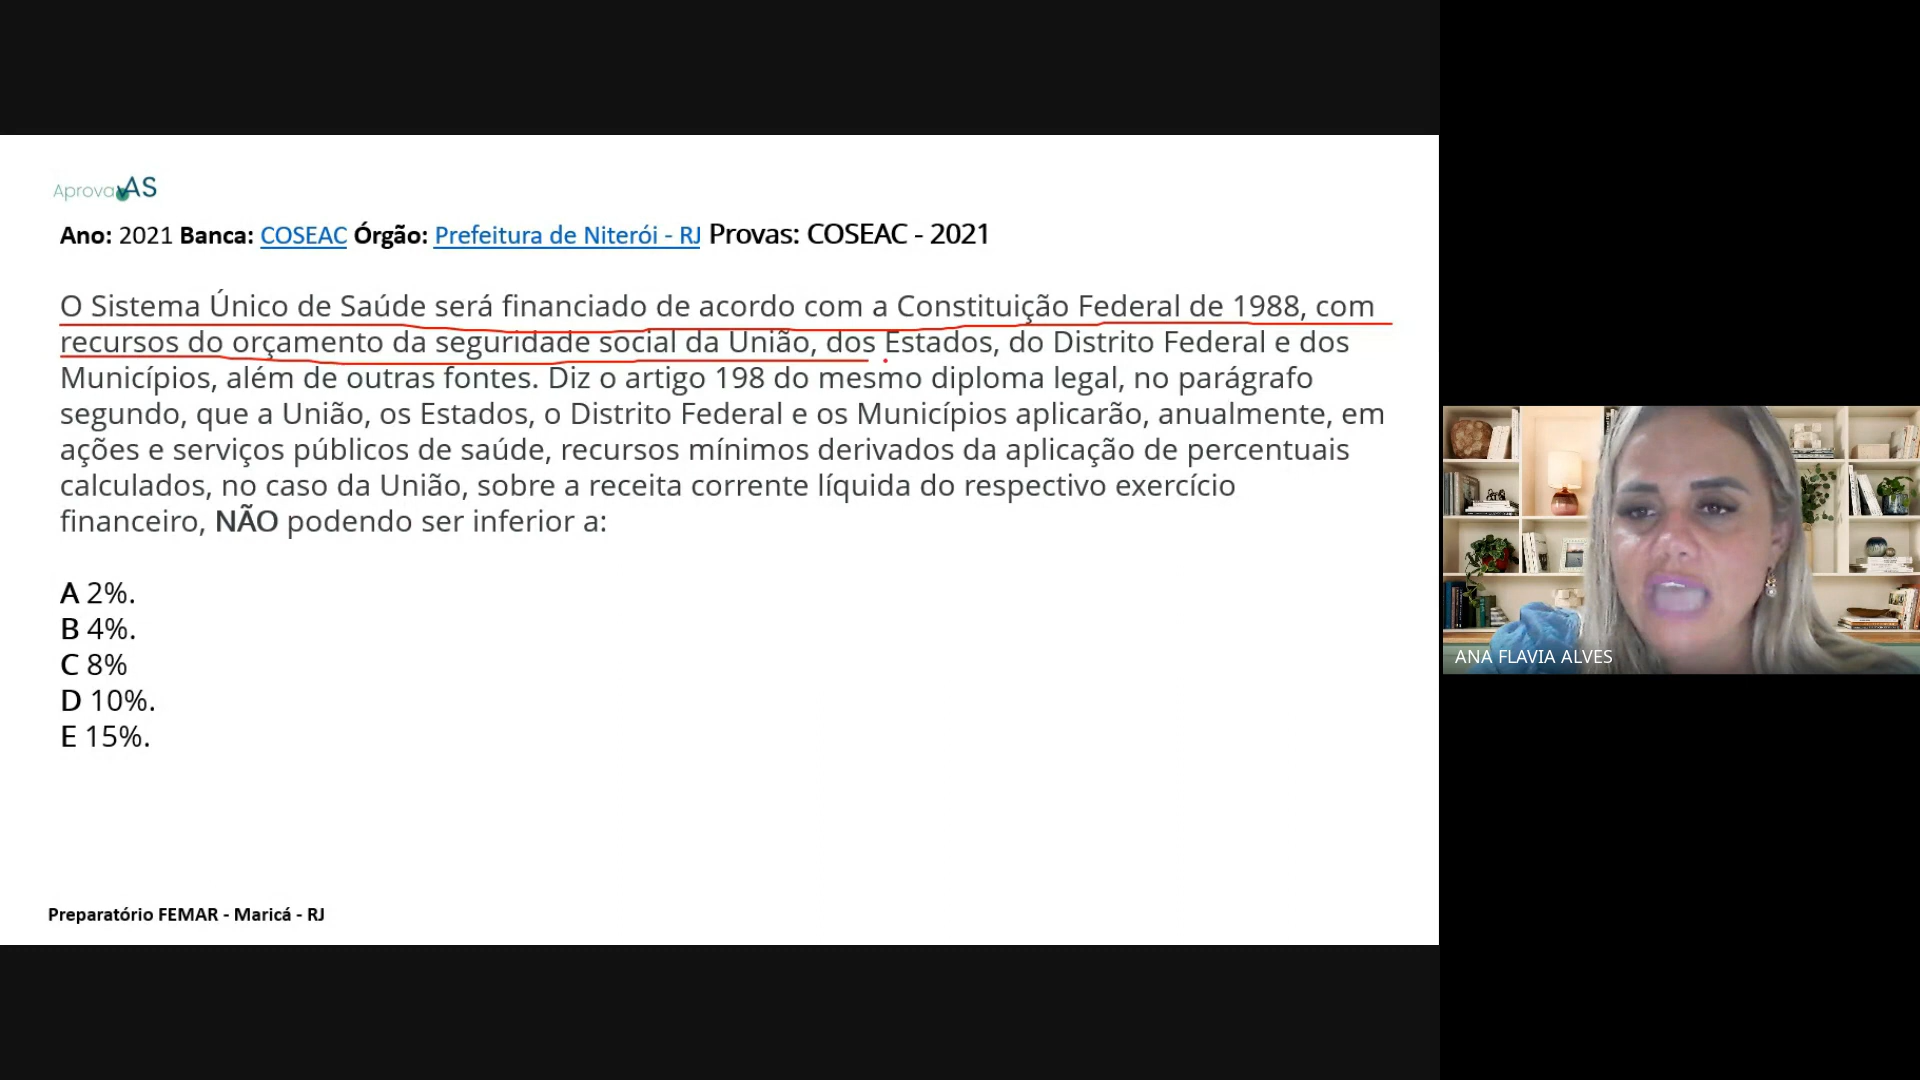 AprovaAS
Ano: 2021 Banca: COSEAC Órgão: Prefeitura de Niterói - RJ Provas: COSEAC - 2021
O Sistema Único de Saúde será financiado de acordo com a Constituição Federal de 1988, com
recursos do orçamento da seguridade social da União, dos Estados, do Distrito Federal e dos
Municípios, além de outras fontes. Diz o artigo 198 do mesmo diploma legal, no parágrafo
segundo, que a União, os Estados, o Distrito Federal e os Municípios aplicarão, anualmente, em
ações e serviços públicos de saúde, recursos mínimos derivados da aplicação de percentuais
calculados, no caso da União, sobre a receita corrente líquida do respectivo exercício
financeiro, NÃO podendo ser inferior a:
A 2%.
B 4%.
C 8%
D 10%.
E 15%.
Preparatório FEMAR - Maricá - RJ
ANA FLAVIA ALVES